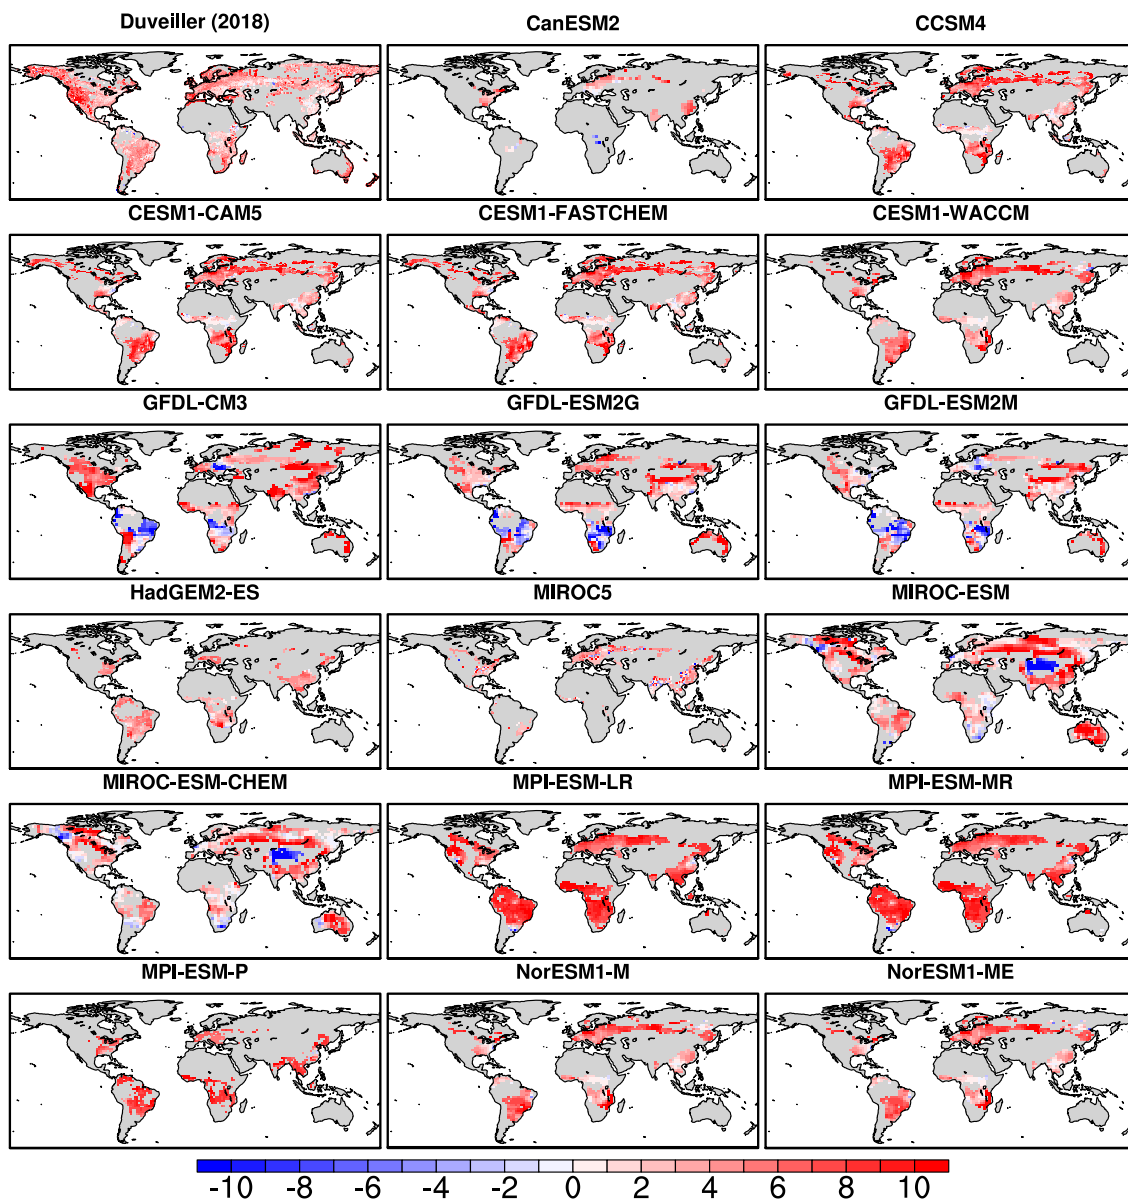 Duveiller (2018) CanESM2 CCSM4
CESM1-CAM5 CESM1-FASTCHEM CESM1-WACCM
GFDL-CM3 GFDL-ESM2G GFDL-ESM2M
HadGEM2-ES MIROC5 MIROC-ESM
MIROC-ESM-CHEM MPI-ESM-LR MPI-ESM-MR
MPI-ESM-P NorESM1-M NorESM1-ME
-10 -8 -6 -4 -2 0 2 4 6 8 10